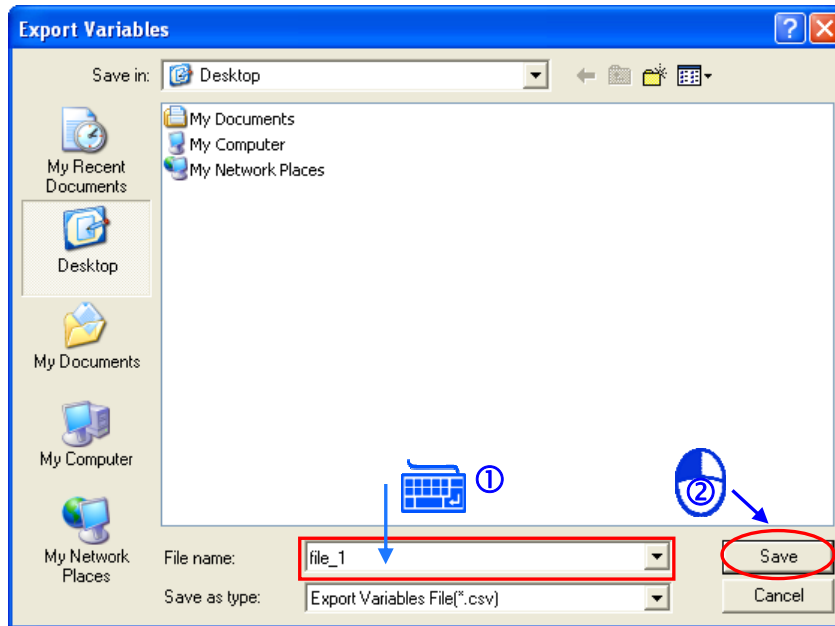 Export Variables
Save in:
Desktop
My Documents
My Computer
My Network Places
My Recent
Documents
Desktop
My Documents
My Computer
My Network
Places
①
②
File name:
file_1
Save
Save as type:
Export Variables File(*.csv)
Cancel